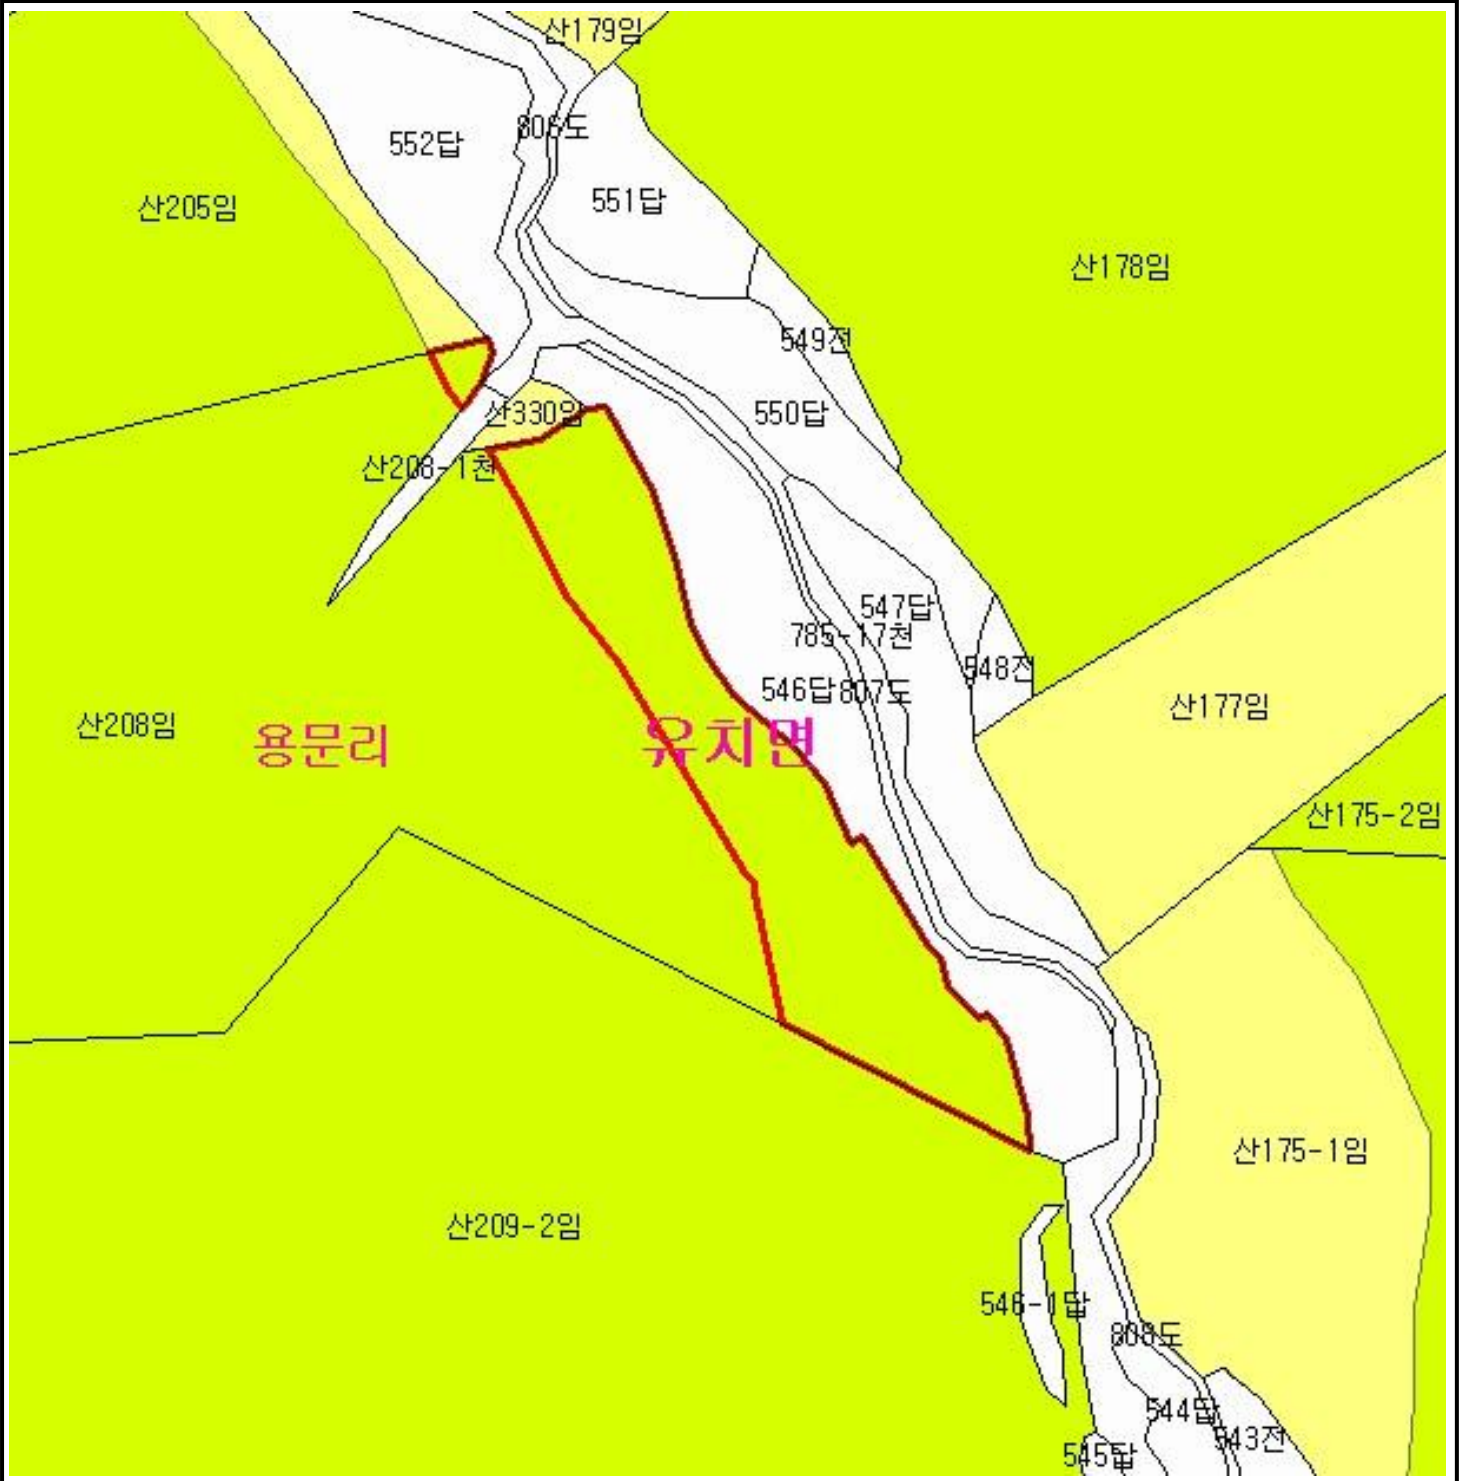 산179임
806도
552답
551답
산205임
산178임
549전
550답
산330임
산208-1천
547답
785-17천
548전
546답
807도
산177임
산208임
용문리
유치면
산175-2임
산175-1임
산209-2임
546-1답
808도
544답
543전
545답